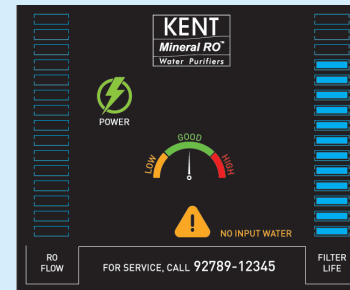 KENT
Mineral RO™
Water Purifiers
POWER
LOW GOOD HIGH
NO INPUT WATER
RO
FLOW
FOR SERVICE, CALL 92789-12345
FILTER
LIFE